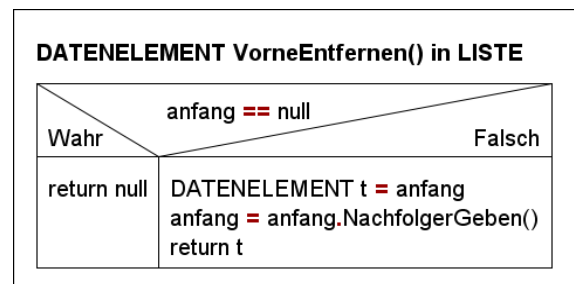 DATENELEMENT VorneEntfernen() in LISTE
anfang == null
Wahr
Falsch
return null
DATENELEMENT t = anfang
anfang = anfang.NachfolgerGeben()
return t